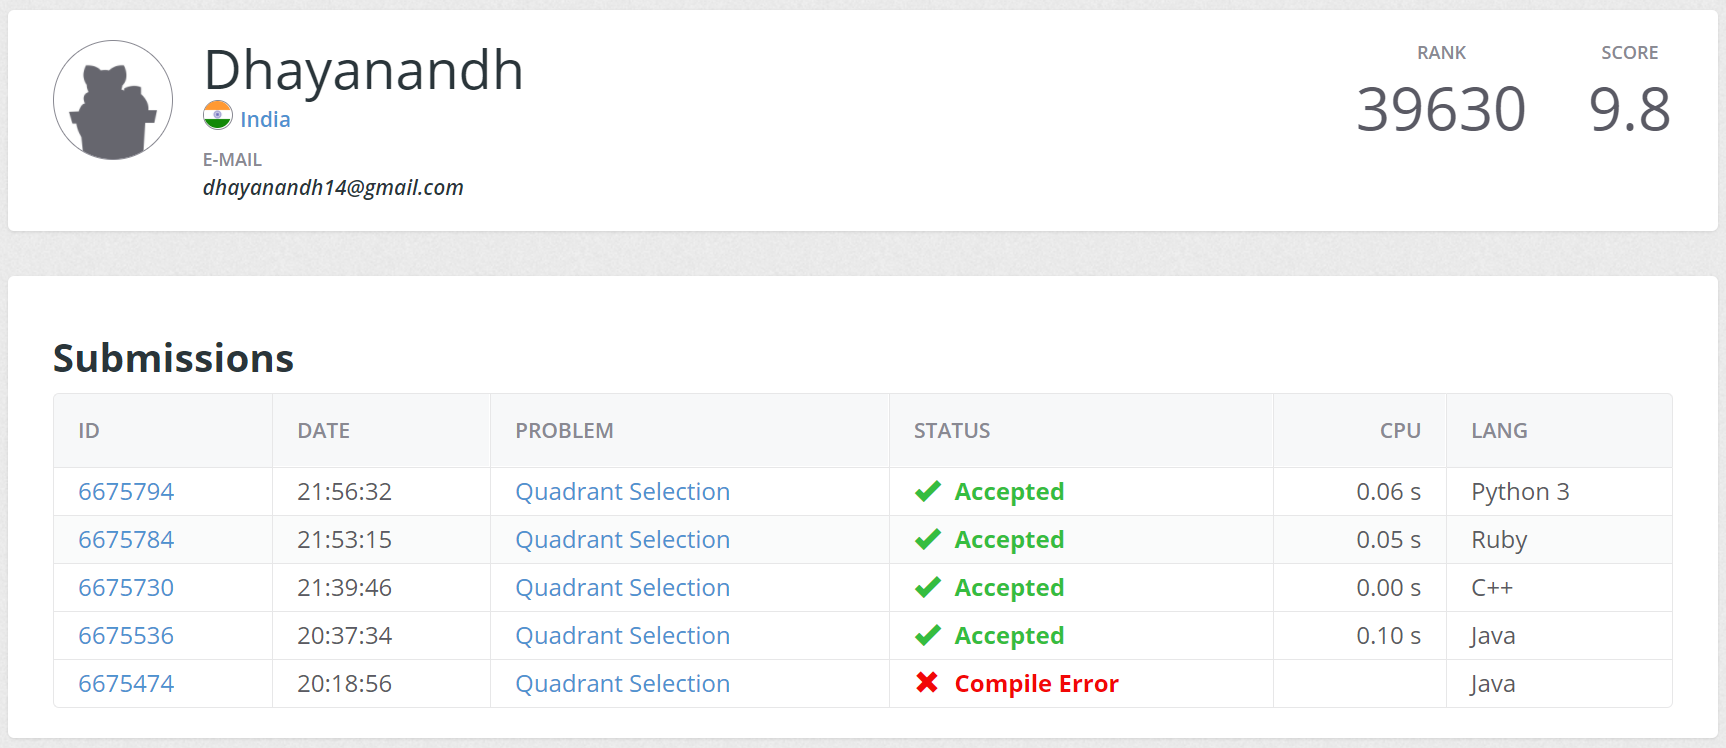 Dhayanandh
India
E-MAIL
dhayanandh14@gmail.com
RANK
39630
SCORE
9.8
Submissions
ID DATE PROBLEM STATUS CPU LANG
6675794 21:56:32 Quadrant Selection Accepted 0.06 s Python 3
6675784 21:53:15 Quadrant Selection Accepted 0.05 s Ruby
6675730 21:39:46 Quadrant Selection Accepted 0.00 s C++
6675536 20:37:34 Quadrant Selection Accepted 0.10 s Java
6675474 20:18:56 Quadrant Selection Compile Error Java